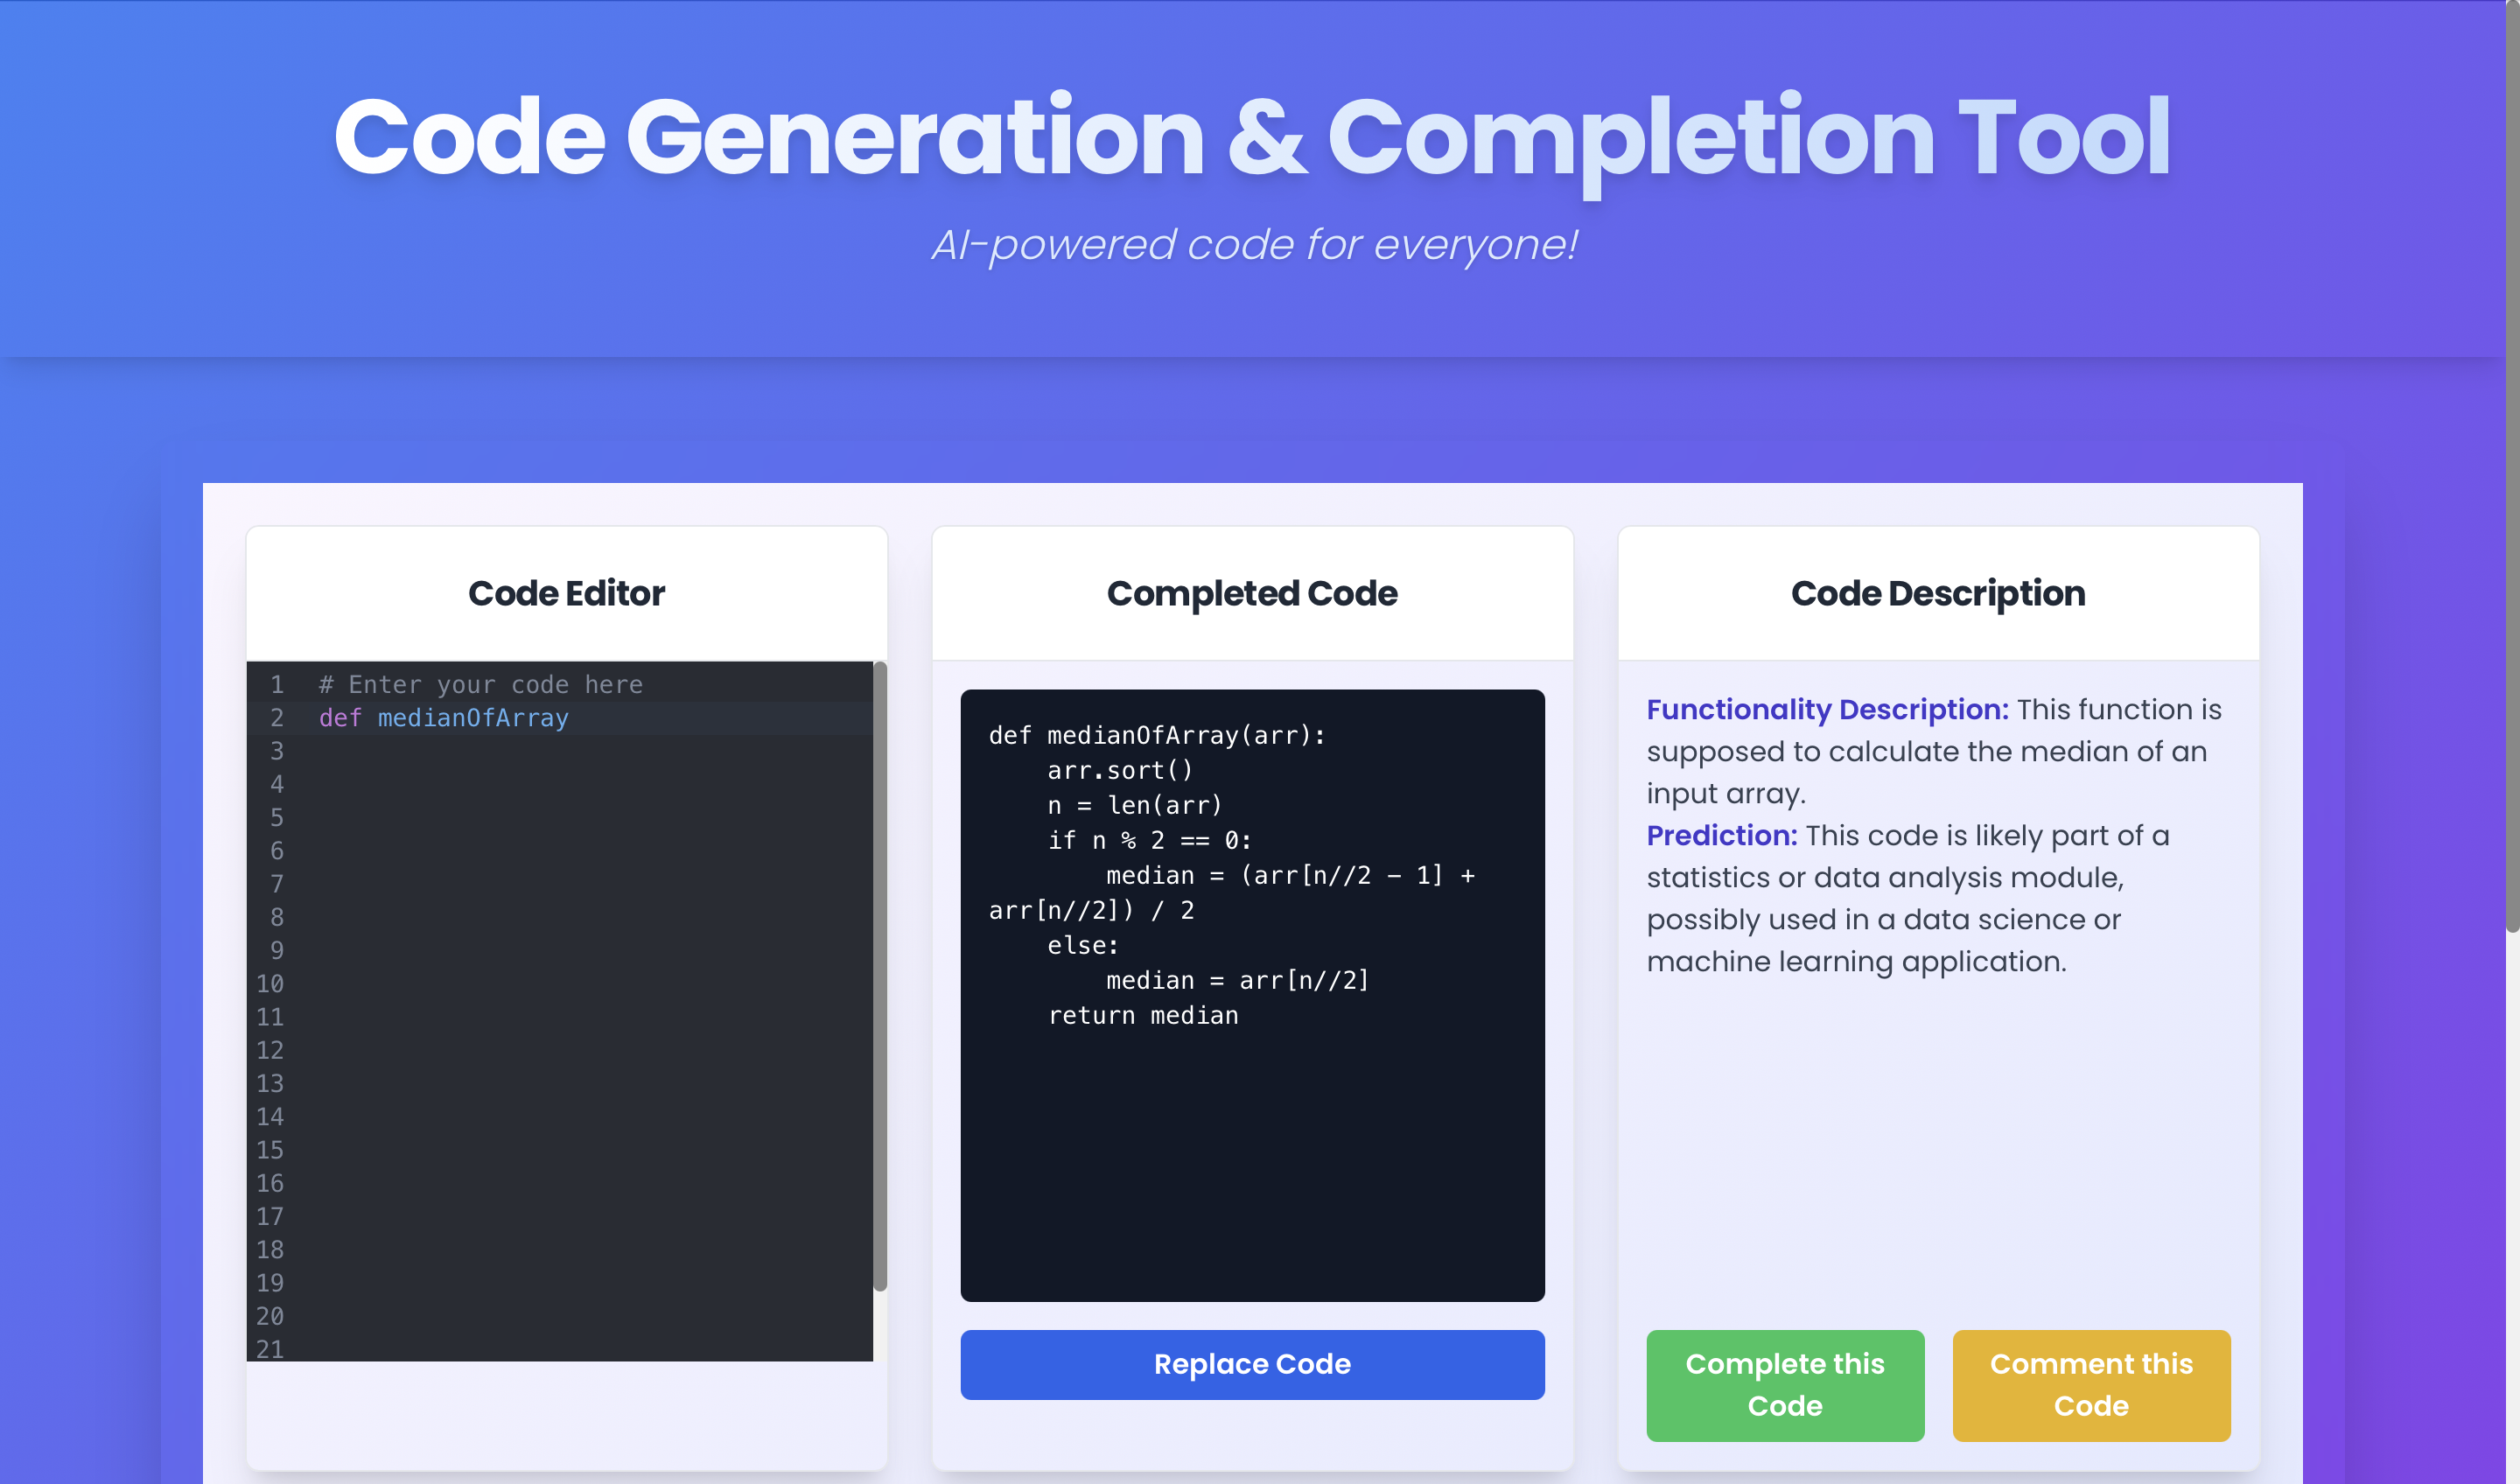 Code Generation & Completion Tool
AI-powered code for everyone!
Code Editor
1 # Enter your code here
2 def medianOfArray
3
4
5
6
7
8
9
10
11
12
13
14
15
16
17
18
19
20
21
Completed Code
def medianOfArray(arr):
    arr.sort()
    n = len(arr)
    if n % 2 == 0:
        median = (arr[n//2 - 1] +
arr[n//2]) / 2
    else:
        median = arr[n//2]
    return median
Replace Code
Code Description
Functionality Description: This function is
supposed to calculate the median of an
input array.
Prediction: This code is likely part of a
statistics or data analysis module,
possibly used in a data science or
machine learning application.
Complete this
Code
Comment this
Code